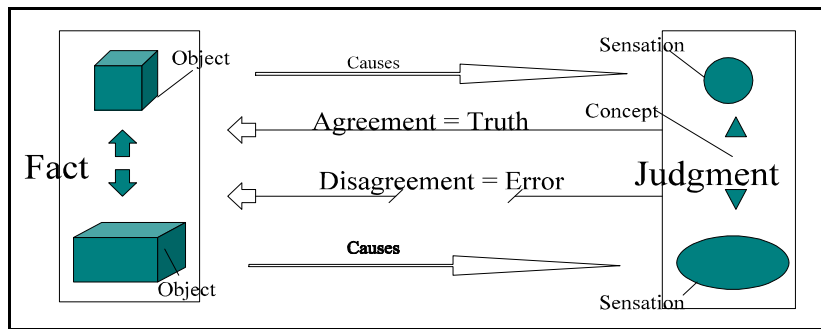 Object
Causes
Sensation
Agreement = Truth
Concept
Fact
Judgment
Disagreement = Error
Causes
Object
Sensation